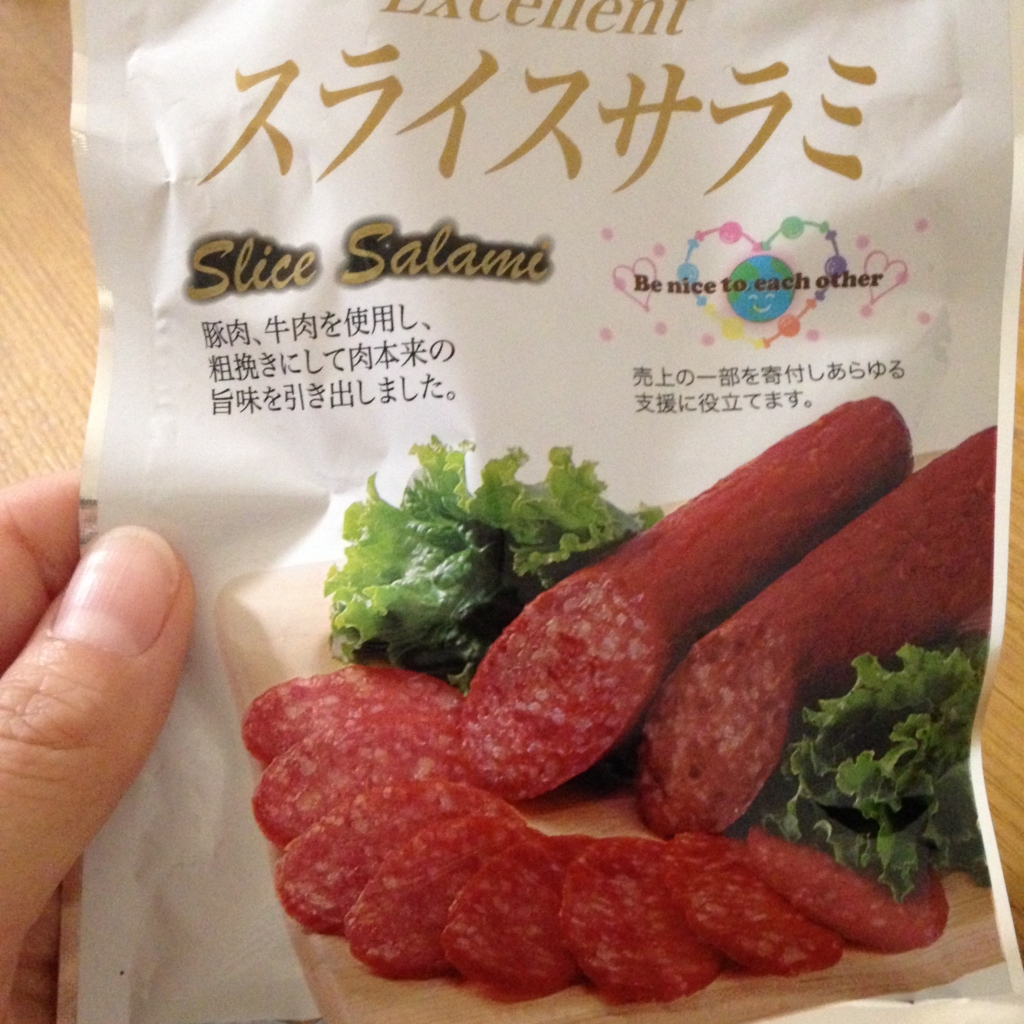 Excellent
スライスサラミ
Slice Salami
豚肉、牛肉を使用し、
粗挽きにして肉本来の
旨味を引き出しました。
Be nice to each other
売上の一部を寄付しあらゆる
支援に役立てます。